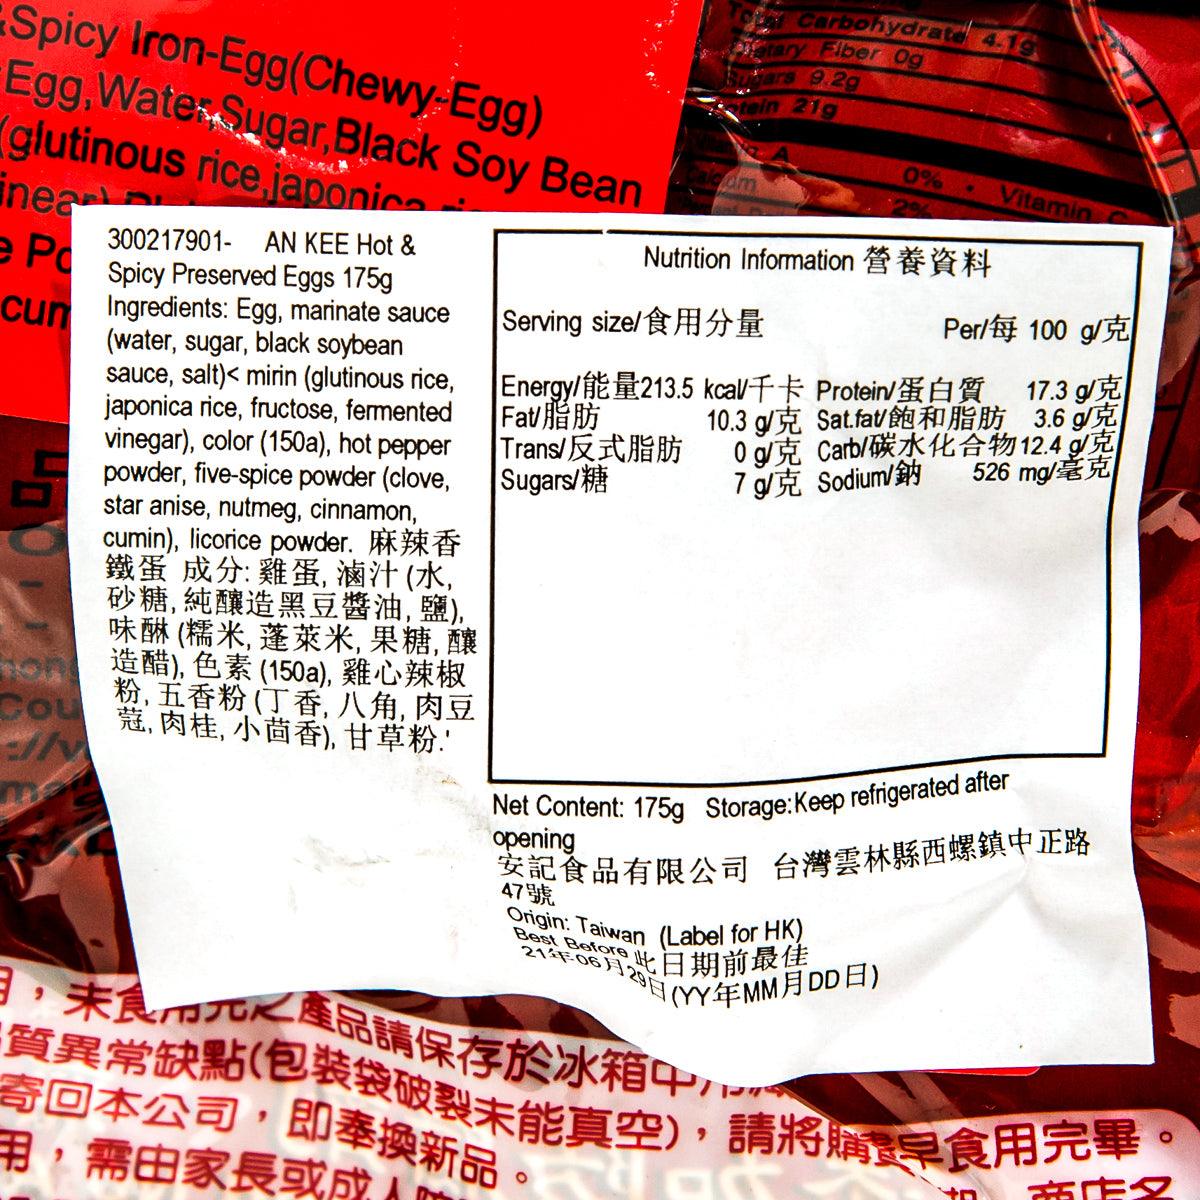 &Spicy Iron-Egg(Chewy-Egg)
Egg,Water,Sugar,Black Soy Bean
(glutinous rice,japonica
Carbohydrate 4.1g
Dietary Fiber 0g
Sugars 9.2g
21g
0% • Vitamin C
2%
300217901- AN KEE Hot &
Spicy Preserved Eggs 175g
Ingredients: Egg, marinate sauce
(water, sugar, black soybean
sauce, salt)< mirin (glutinous rice,
japonica rice, fructose, fermented
vinegar), color (150a), hot pepper
powder, five-spice powder (clove,
star anise, nutmeg, cinnamon,
cumin), licorice powder. 麻辣香
鐵蛋 成分: 雞蛋, 滷汁 (水,
砂糖, 純釀造黑豆醬油, 鹽),
味醂 (糯米, 蓬萊米, 果糖, 釀
造醋), 色素 (150a), 雞心辣椒
粉, 五香粉 (丁香, 八角, 肉豆
蔻, 肉桂, 小茴香), 甘草粉.'
Nutrition Information 營養資料
Serving size/食用分量 Per/每 100 g/克
Energy/能量213.5 kcal/千卡 Protein/蛋白質 17.3 g/克
Fat/脂肪 10.3 g/克 Sat.fat/飽和脂肪 3.6 g/克
Trans/反式脂肪 0 g/克 Carb/碳水化合物12.4 g/克
Sugars/糖 7 g/克 Sodium/鈉 526 mg/毫克
Net Content: 175g Storage:Keep refrigerated after
opening
安記食品有限公司 台灣雲林縣西螺鎮中正路
47號
Origin: Taiwan (Label for HK)
Best Before 此日期前最佳
21年06月29日(YY年MM月DD日)
用，未食用完之產品請保存於冰箱中
質異常缺點(包裝袋破裂未能真空)，請將購
早食用完畢。
寄回本公司，即奉換新品。
用，需由家長或成人